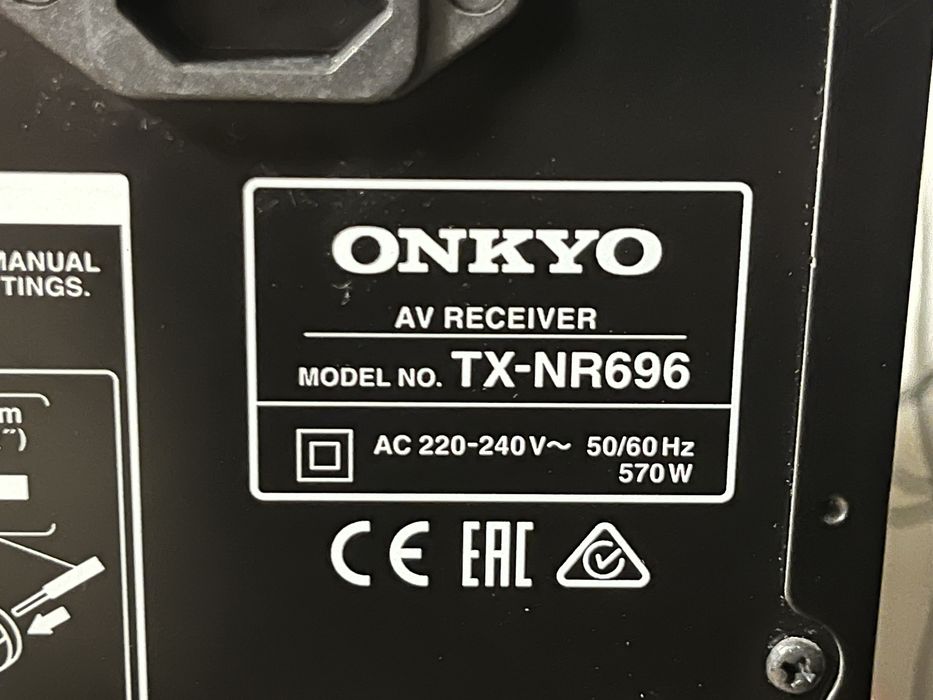 MANUAL
TINGS.
m
ONKYO
AV RECEIVER
MODEL NO. TX-NR696
AC 220-240V~ 50/60Hz
570W
CE EAC